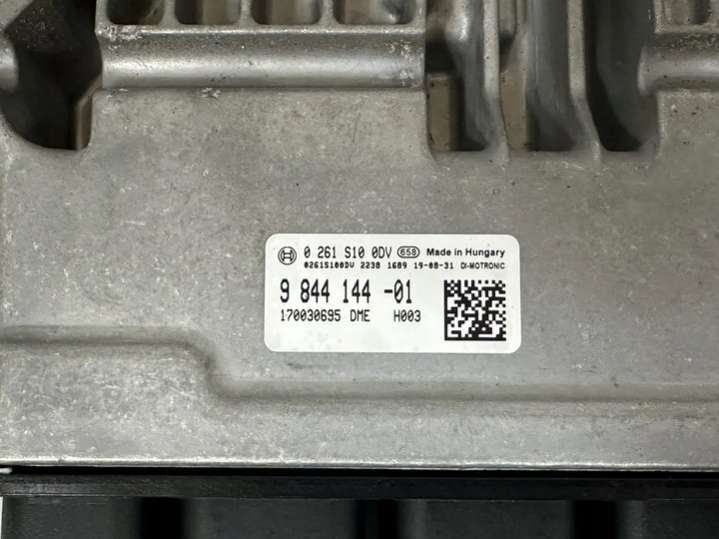 0 261 S10 0DV 658 Made in Hungary
0261S100DV 2238 1689 19-08-31 DI-MOTRONIC
9 844 144 -01
170030695 DME H003